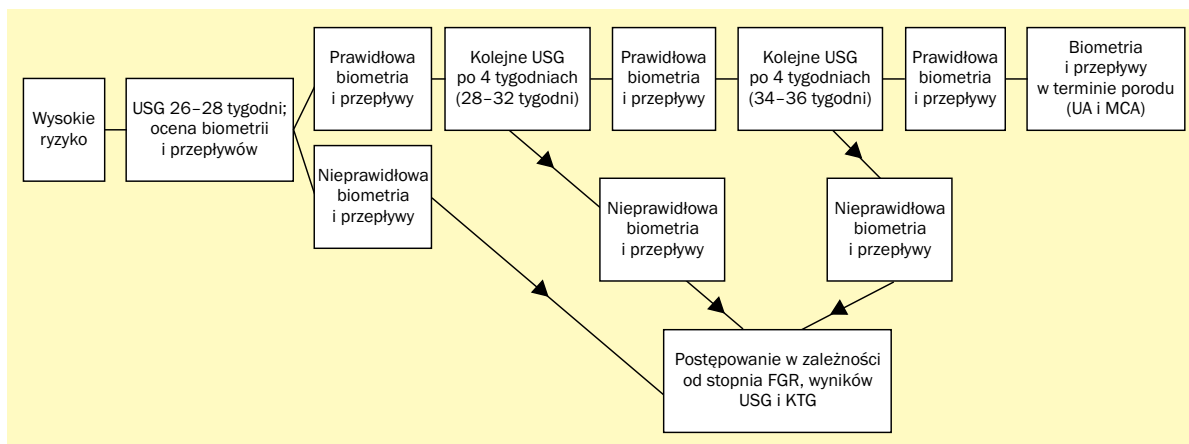 Wysokie
ryzyko
USG 26–28 tygodni;
ocena biometrii
i przepływów
Prawidłowa
biometria
i przepływy
Nieprawidłowa
biometria
i przepływy
Kolejne USG
po 4 tygodniach
(28–32 tygodni)
Prawidłowa
biometria
i przepływy
Nieprawidłowa
biometria
i przepływy
Kolejne USG
po 4 tygodniach
(34–36 tygodni)
Prawidłowa
biometria
i przepływy
Nieprawidłowa
biometria
i przepływy
Biometria
i przepływy
w terminie porodu
(UA i MCA)
Postępowanie w zależności
od stopnia FGR, wyników
USG i KTG